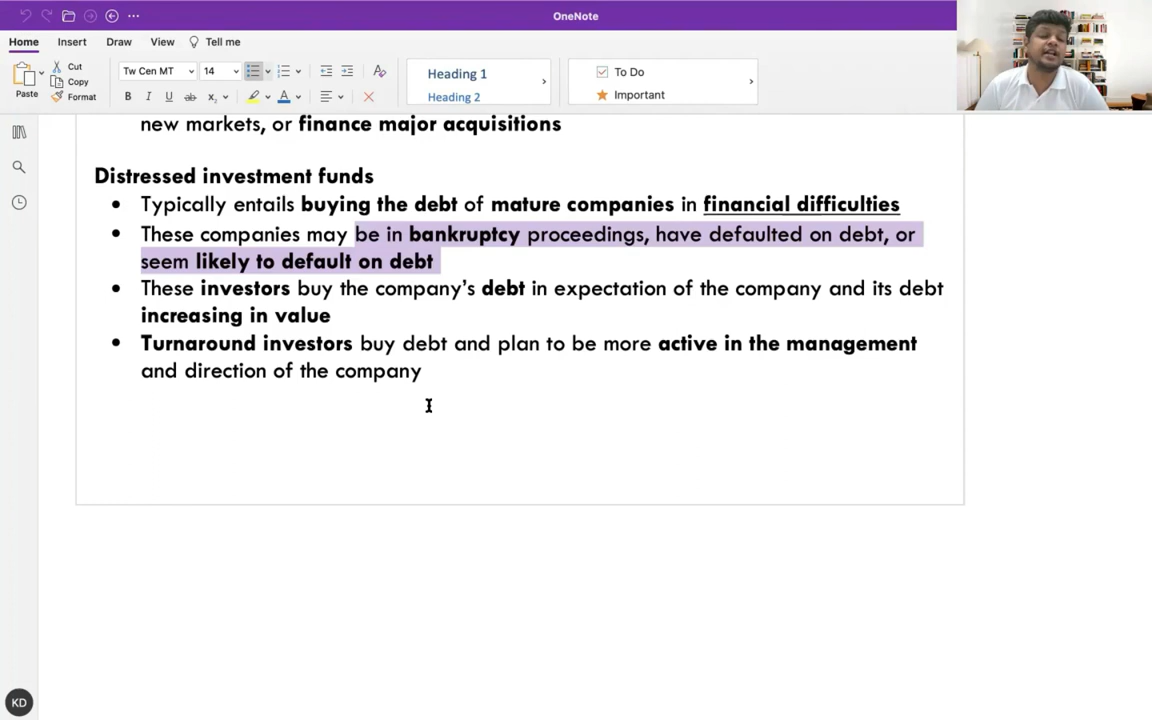 OneNote
Home Insert Draw View Tell me
Paste
Cut
Copy
Format
Tw Cen MT 14
B I U ab x₂ A
Heading 1
Heading 2
To Do
Important
new markets, or finance major acquisitions
Distressed investment funds
• Typically entails buying the debt of mature companies in financial difficulties
• These companies may be in bankruptcy proceedings, have defaulted on debt, or
seem likely to default on debt
• These investors buy the company's debt in expectation of the company and its debt
increasing in value
• Turnaround investors buy debt and plan to be more active in the management
and direction of the company
KD